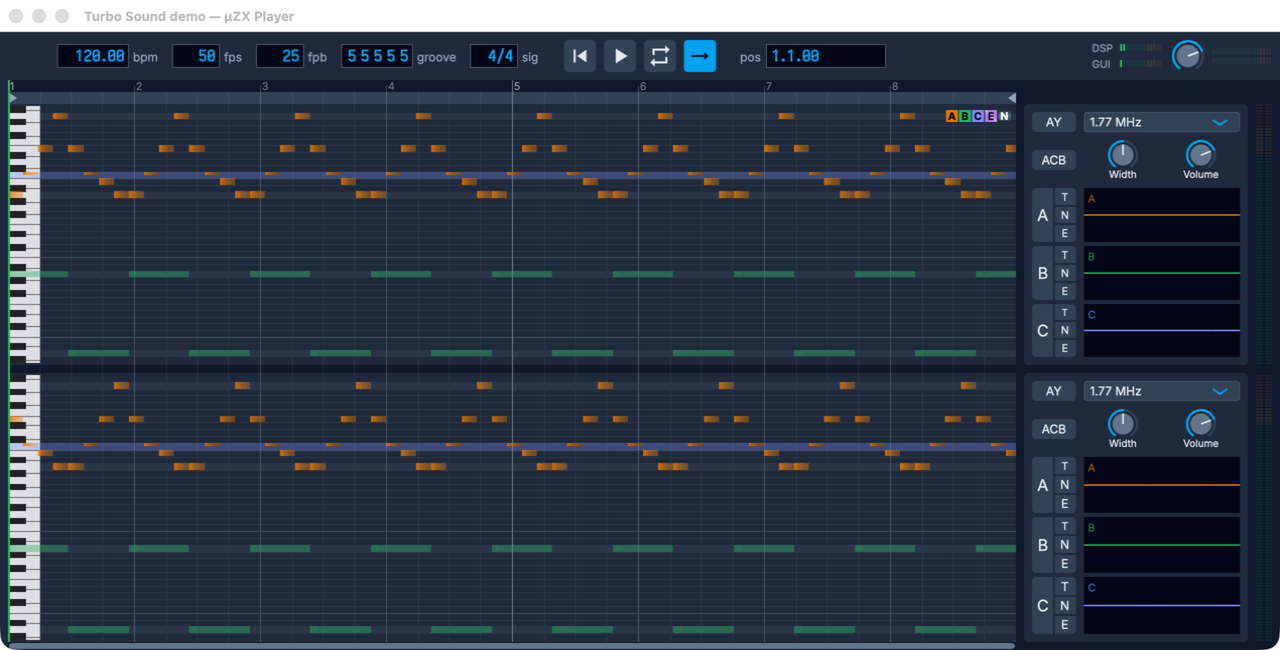 Turbo Sound demo — µZX Player
120.00 bpm 50 fps 25 fpb 5 5 5 5 5 groove 4/4 sig pos 1.1.00 DSP
GUI
1 2 3 4 5 6 7 8
A B C E N
AY 1.77 MHz
ACB
Width Volume
A T N E A
B T N E B
C T N E C
AY 1.77 MHz
ACB
Width Volume
A T N E A
B T N E B
C T N E C